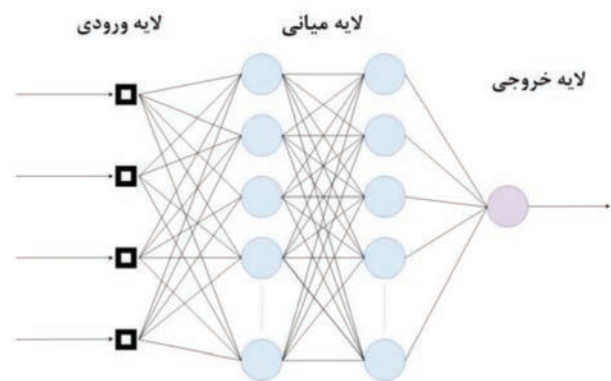 لایه ورودی
لایه میانی
لایه خروجی